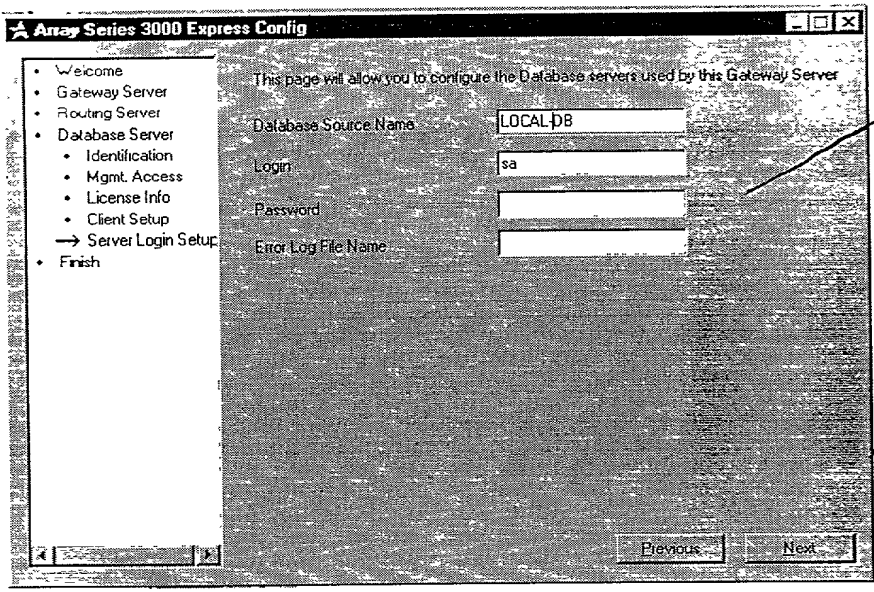 Array Series 3000 Express Config
• Welcome
• Gateway Server
• Routing Server
• Database Server
• Identification
• Mgmt. Access
• License Info
• Client Setup
→ Server Login Setup
• Finish
This page will allow you to configure the Database servers used by this Gateway Server
Database Source Name
LOCAL-DB
Login
sa
Password
Error Log File Name
Previous
Next